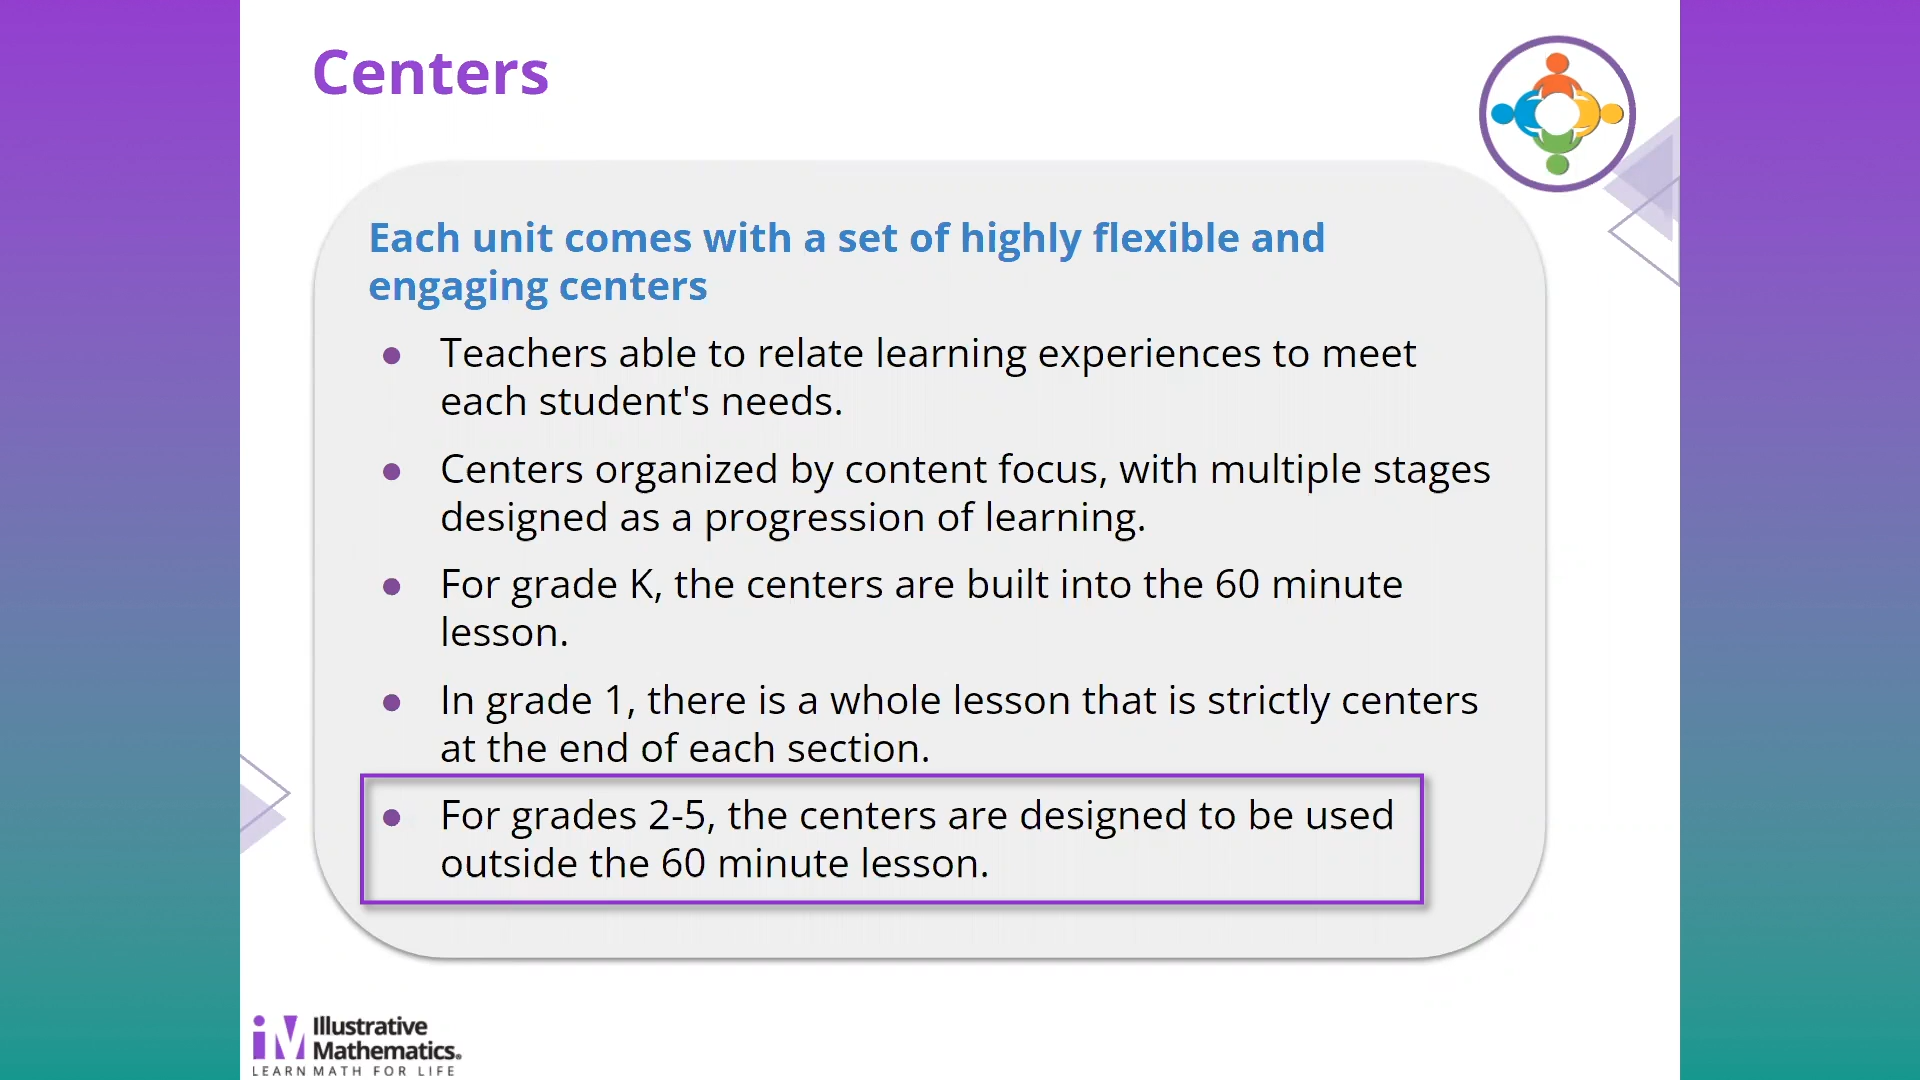 Centers
Each unit comes with a set of highly flexible and
engaging centers
● Teachers able to relate learning experiences to meet
each student's needs.
● Centers organized by content focus, with multiple stages
designed as a progression of learning.
● For grade K, the centers are built into the 60 minute
lesson.
● In grade 1, there is a whole lesson that is strictly centers
at the end of each section.
● For grades 2-5, the centers are designed to be used
outside the 60 minute lesson.
iM Illustrative
Mathematics®
LEARN MATH FOR LIFE